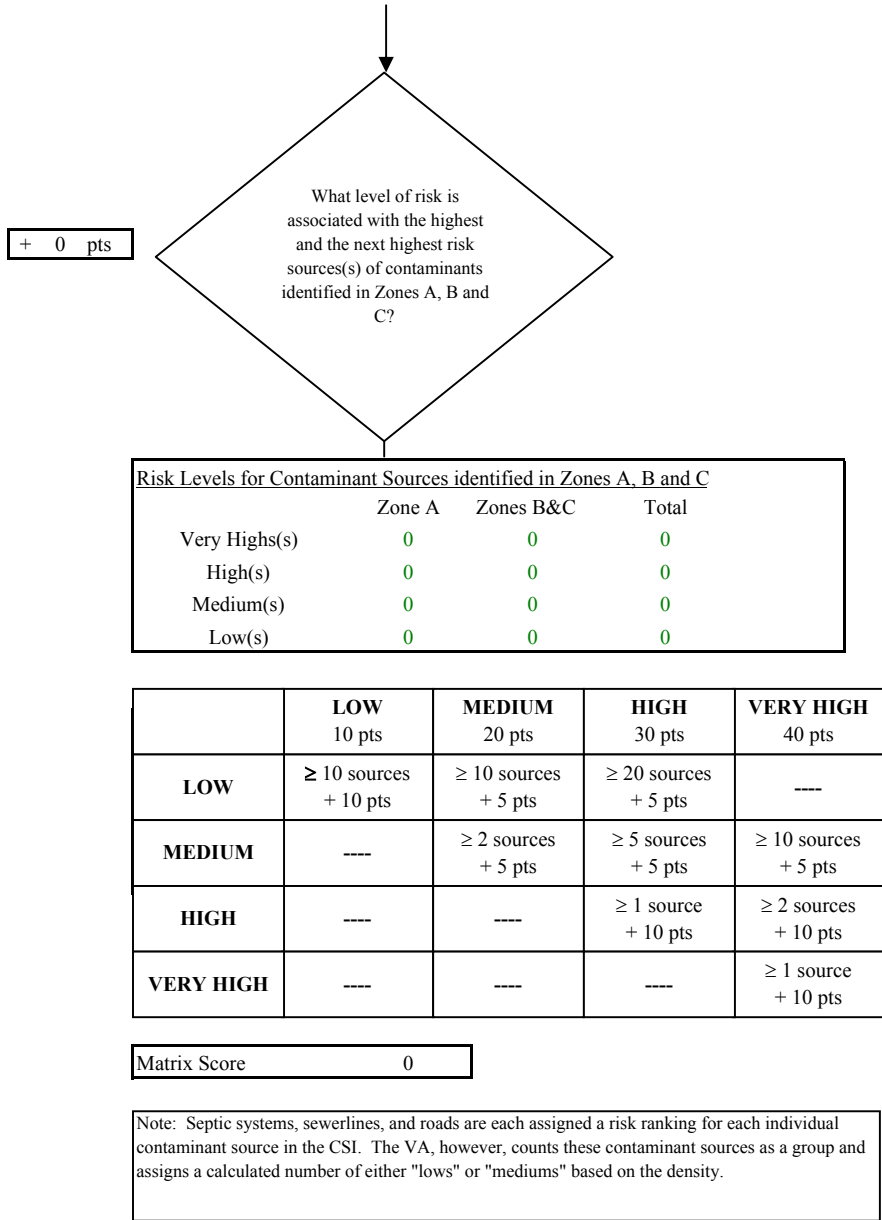 What level of risk is
associated with the highest
and the next highest risk
sources(s) of contaminants
identified in Zones A, B and
C?
+ 0 pts
Risk Levels for Contaminant Sources identified in Zones A, B and C
Zone A Zones B&C Total
Very Highs(s) 0 0 0
High(s) 0 0 0
Medium(s) 0 0 0
Low(s) 0 0 0
LOW MEDIUM HIGH VERY HIGH
10 pts 20 pts 30 pts 40 pts
LOW ≥ 10 sources ≥ 10 sources ≥ 20 sources ----
+ 10 pts + 5 pts + 5 pts
MEDIUM ---- ≥ 2 sources ≥ 5 sources ≥ 10 sources
+ 5 pts + 5 pts + 5 pts
HIGH ---- ---- ≥ 1 source ≥ 2 sources
+ 10 pts + 10 pts
VERY HIGH ---- ---- ---- ≥ 1 source
+ 10 pts
Matrix Score 0
Note: Septic systems, sewerlines, and roads are each assigned a risk ranking for each individual
contaminant source in the CSI. The VA, however, counts these contaminant sources as a group and
assigns a calculated number of either "lows" or "mediums" based on the density.